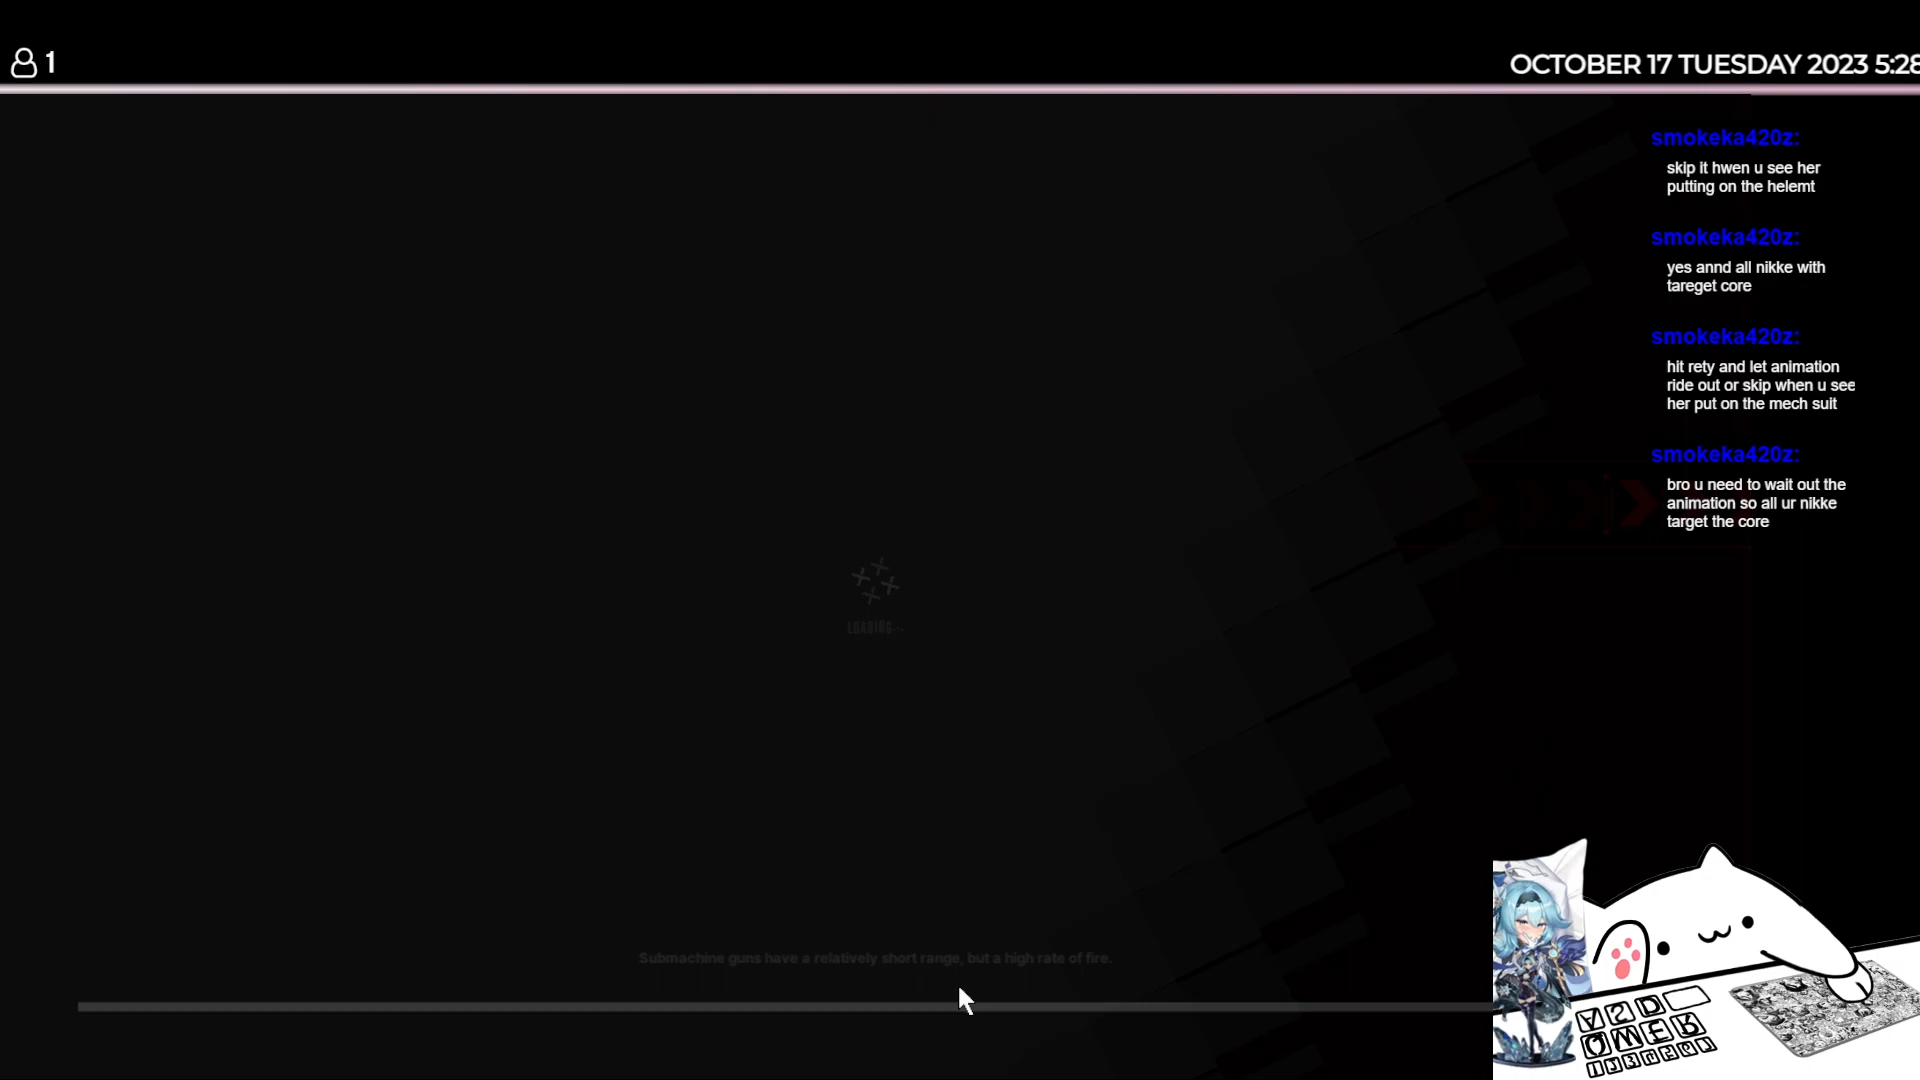 1
OCTOBER 17 TUESDAY 2023 5:28
smokeka420z:
skip it hwen u see her
putting on the helemt
smokeka420z:
yes annd all nikke with
tareget core
smokeka420z:
hit rety and let animation
ride out or skip when u see
her put on the mech suit
smokeka420z:
bro u need to wait out the
animation so all ur nikke
target the core
LOADING
Submachine guns have a relatively short range, but a high rate of fire.